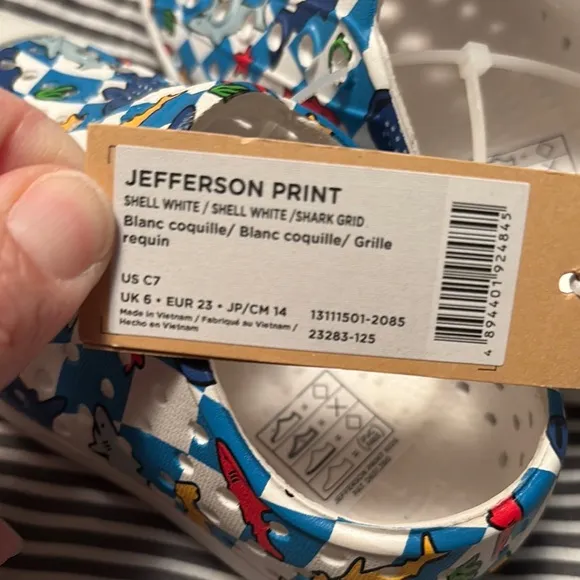 JEFFERSON PRINT
SHELL WHITE / SHELL WHITE /SHARK GRID
Blanc coquille/ Blanc coquille/ Grille
requin
US C7
UK 6 • EUR 23 • JP/CM 14
Made in Vietnam / Fabriqué au Vietnam /
Hecho en Vietnam
13111501-2085
23283-125
4 894401 924845
JEFFERSON PRINT